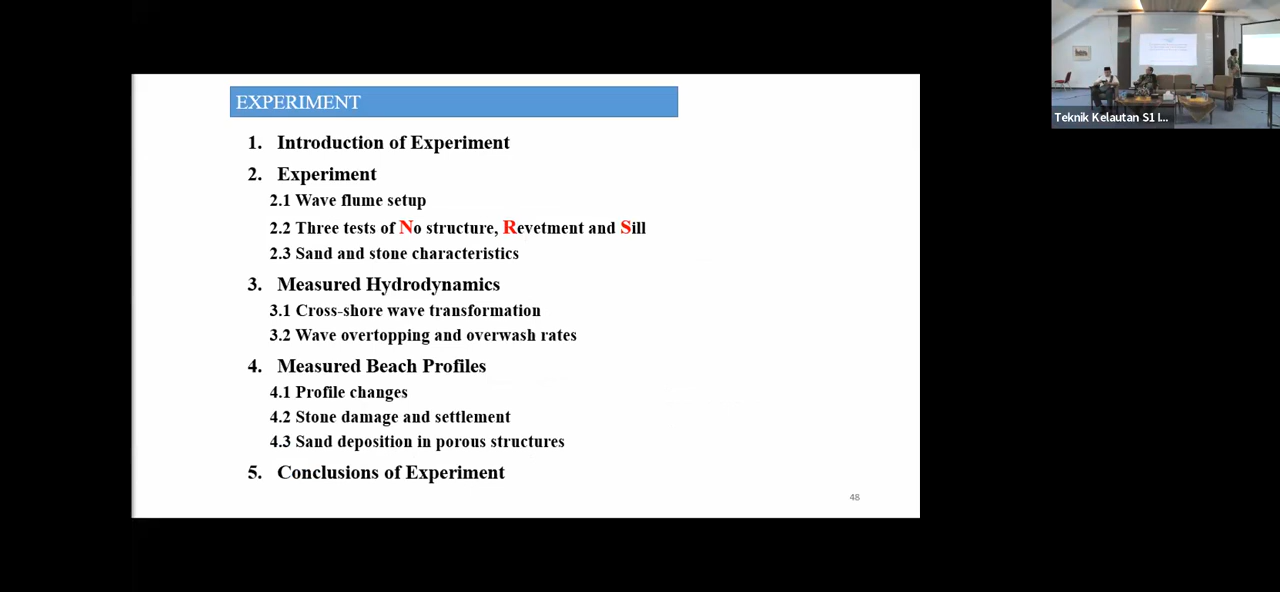 EXPERIMENT
1. Introduction of Experiment
2. Experiment
2.1 Wave flume setup
2.2 Three tests of No structure, Revetment and Sill
2.3 Sand and stone characteristics
3. Measured Hydrodynamics
3.1 Cross-shore wave transformation
3.2 Wave overtopping and overwash rates
4. Measured Beach Profiles
4.1 Profile changes
4.2 Stone damage and settlement
4.3 Sand deposition in porous structures
5. Conclusions of Experiment
48
Teknik Kelautan S1 I...